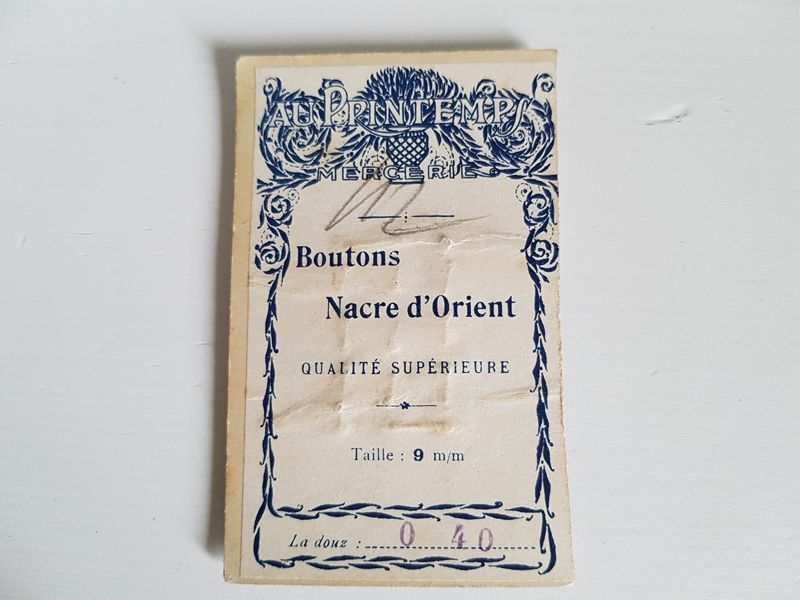 AU PRINTEMPS
MERCERIE
Boutons
Nacre d'Orient
QUALITÉ SUPÉRIEURE
Taille : 9 m/m
La douz : 0 40